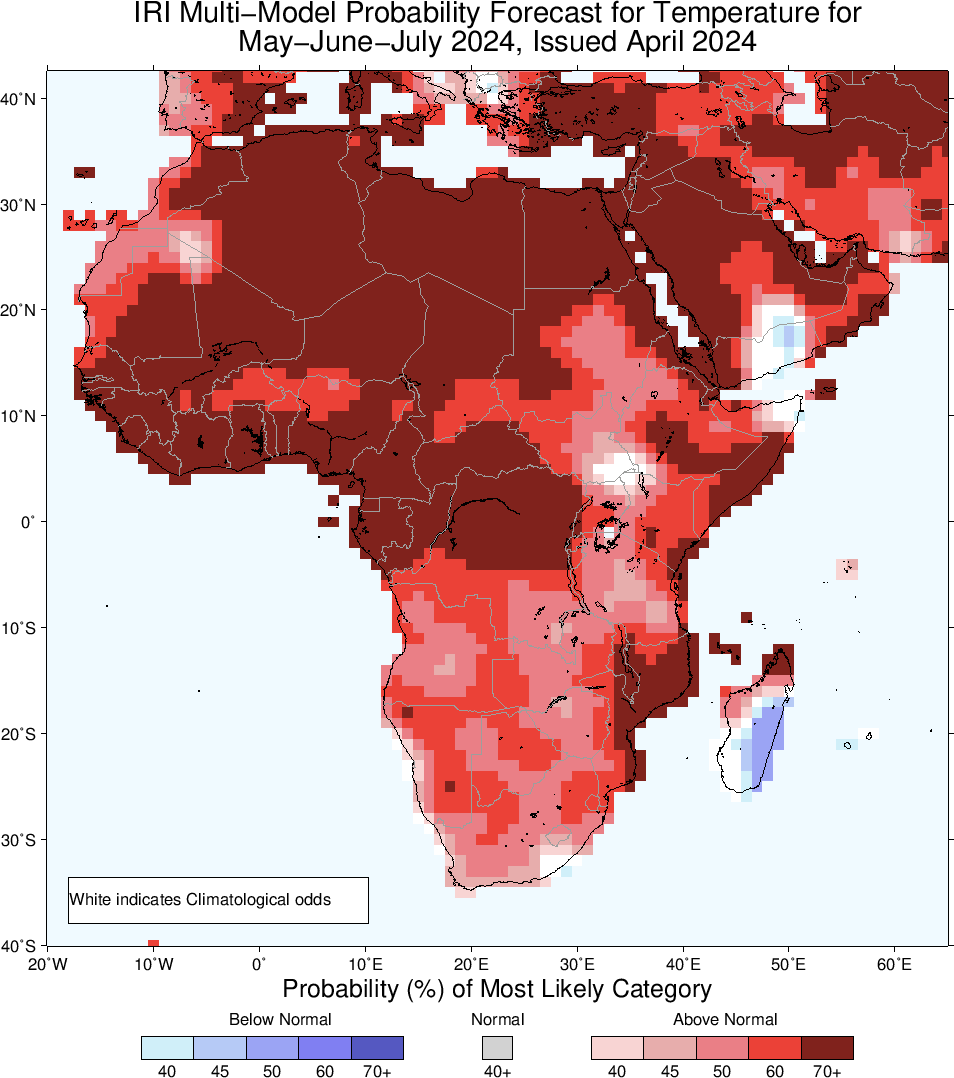 IRI Multi−Model Probability Forecast for Temperature for
May−June−July 2024, Issued April 2024
40˚N
30˚N
20˚N
10˚N
0˚
10˚S
20˚S
30˚S
White indicates Climatological odds
40˚S
20˚W 10˚W 0˚ 10˚E 20˚E 30˚E 40˚E 50˚E 60˚E
Probability (%) of Most Likely Category
Below Normal Normal Above Normal
40 45 50 60 70+ 40+ 40 45 50 60 70+